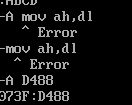 :ABCD
-A mov ah,dl
^ Error
-mov ah,dl
^ Error
-A D488
073F:D488